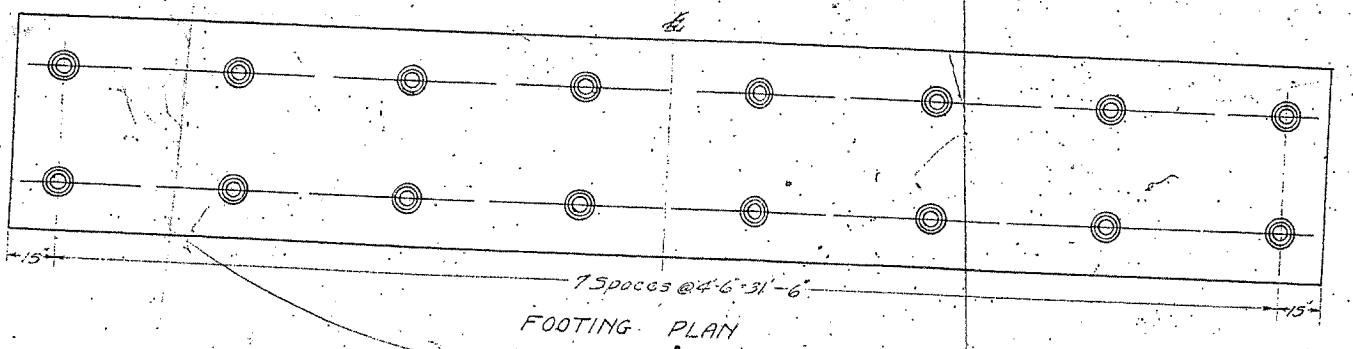 ℄
15"
7 Spaces @ 4'-6"=31'-6"
15"
FOOTING PLAN